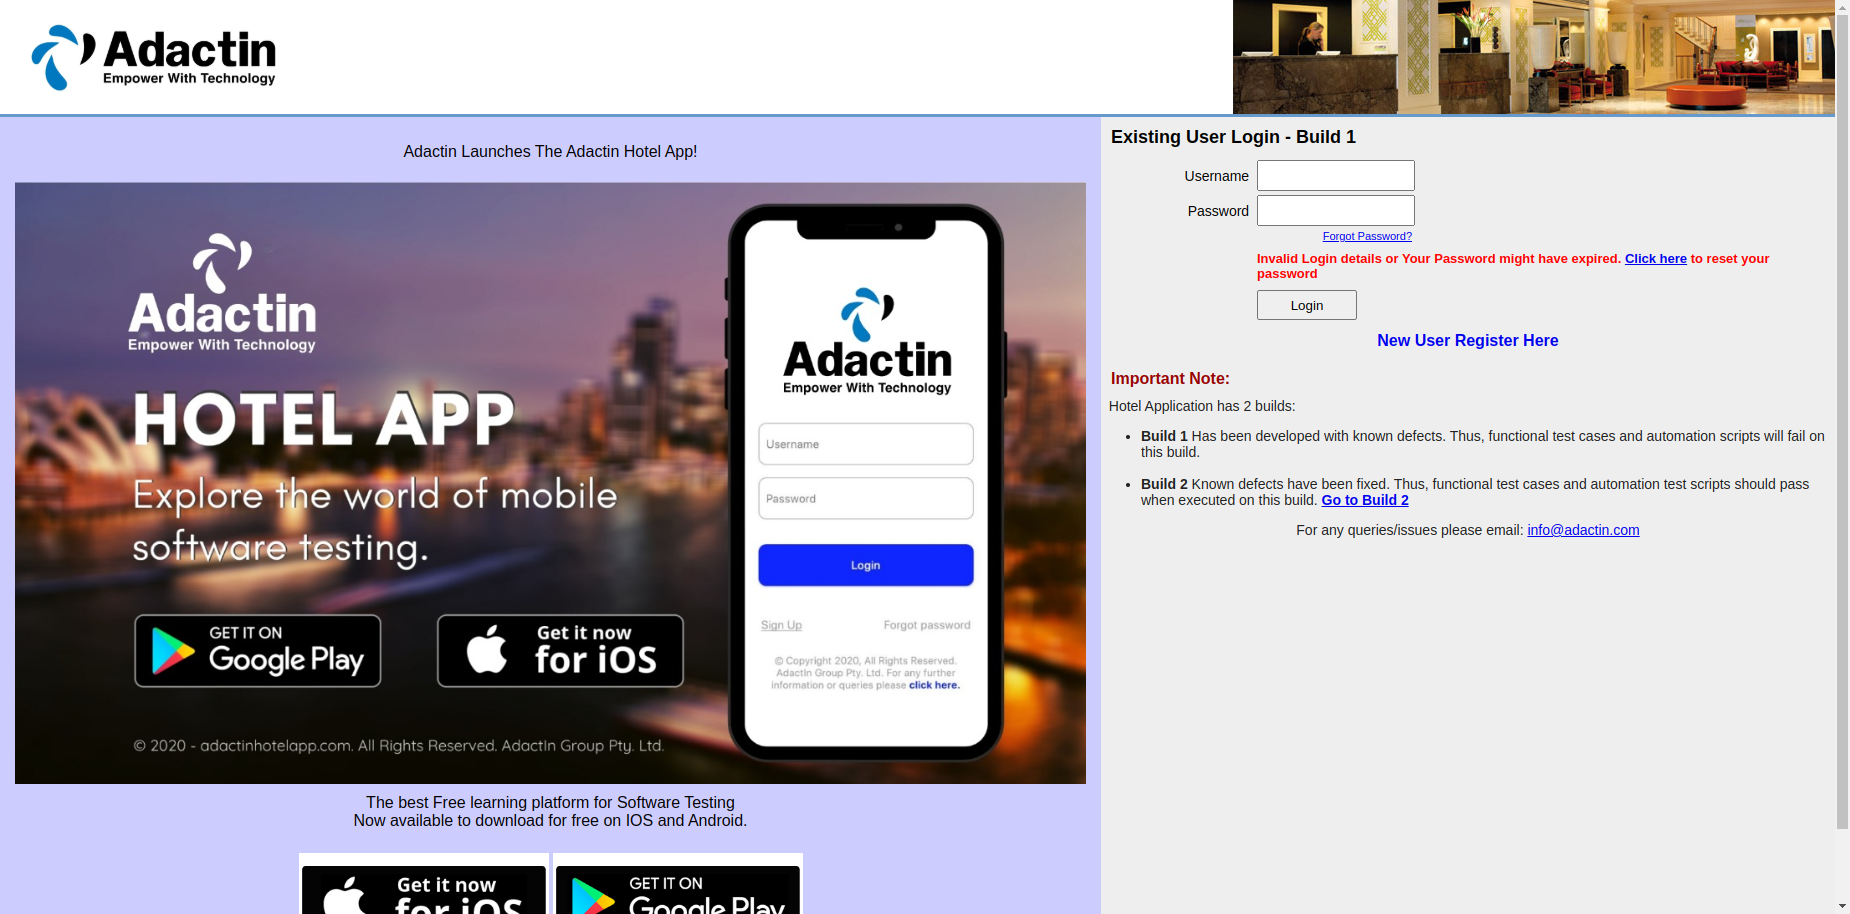 Adactin
Empower With Technology
Adactin Launches The Adactin Hotel App!
Adactin
Empower With Technology
HOTEL APP
Explore the world of mobile
software testing.
GET IT ON
Google Play
Get it now
for iOS
© 2020 - adactinhotelapp.com. All Rights Reserved. AdactIn Group Pty. Ltd.
Adactin
Empower With Technology
Username
Password
Login
Sign Up
Forgot password
© Copyright 2020, All Rights Reserved.
AdactIn Group Pty. Ltd. For any further
information or queries please click here.
The best Free learning platform for Software Testing
Now available to download for free on IOS and Android.
Get it now
for iOS
GET IT ON
Google Play
Existing User Login - Build 1
Username
Password
Forgot Password?
Invalid Login details or Your Password might have expired. Click here to reset your
password
Login
New User Register Here
Important Note:
Hotel Application has 2 builds:
• Build 1 Has been developed with known defects. Thus, functional test cases and automation scripts will fail on
this build.
• Build 2 Known defects have been fixed. Thus, functional test cases and automation test scripts should pass
when executed on this build. Go to Build 2
For any queries/issues please email: info@adactin.com